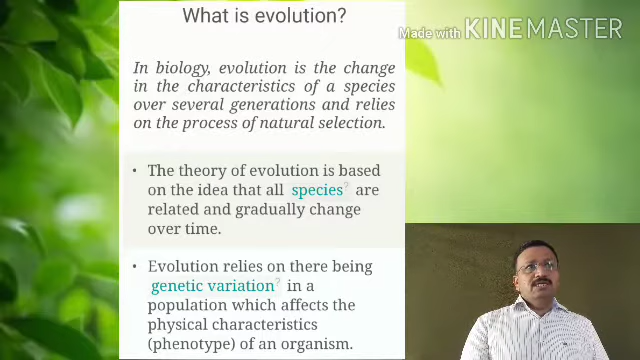 What is evolution?
Made with KINEMASTER
In biology, evolution is the change
in the characteristics of a species
over several generations and relies
on the process of natural selection.
• The theory of evolution is based
on the idea that all species? are
related and gradually change
over time.
• Evolution relies on there being
genetic variation? in a
population which affects the
physical characteristics
(phenotype) of an organism.